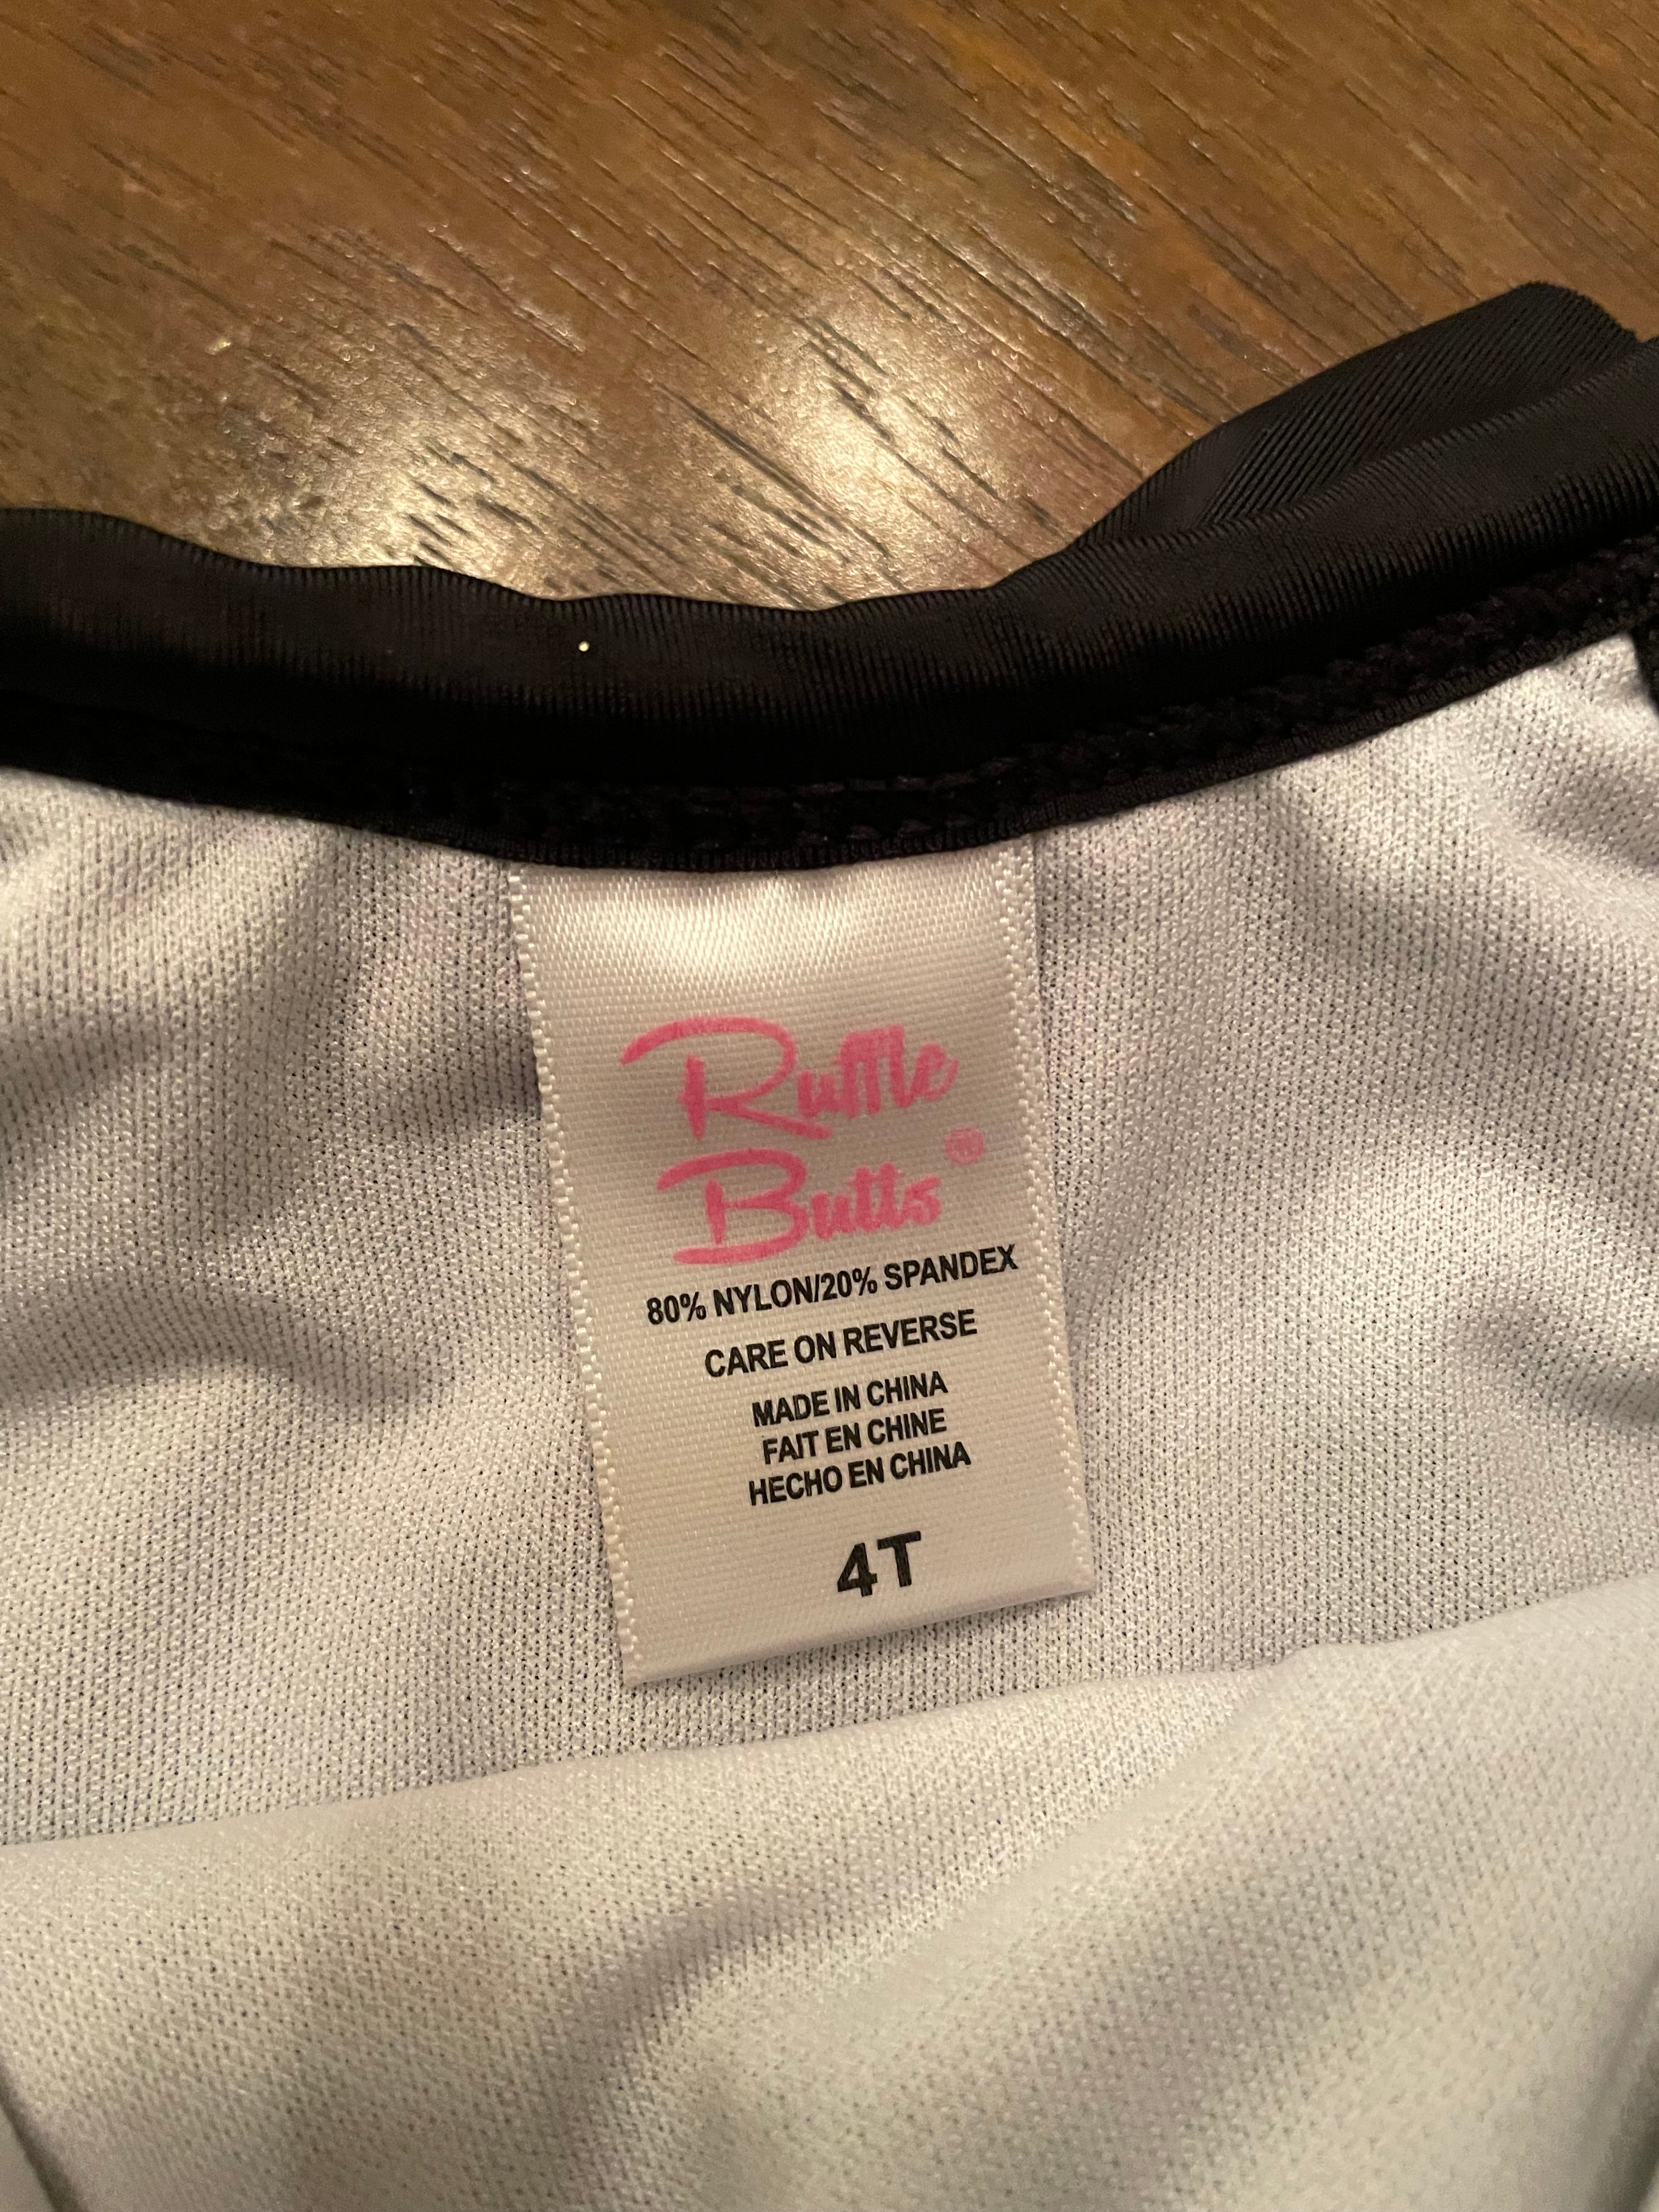 Ruffle
Butts®
80% NYLON/20% SPANDEX
CARE ON REVERSE
MADE IN CHINA
FAIT EN CHINE
HECHO EN CHINA
4T